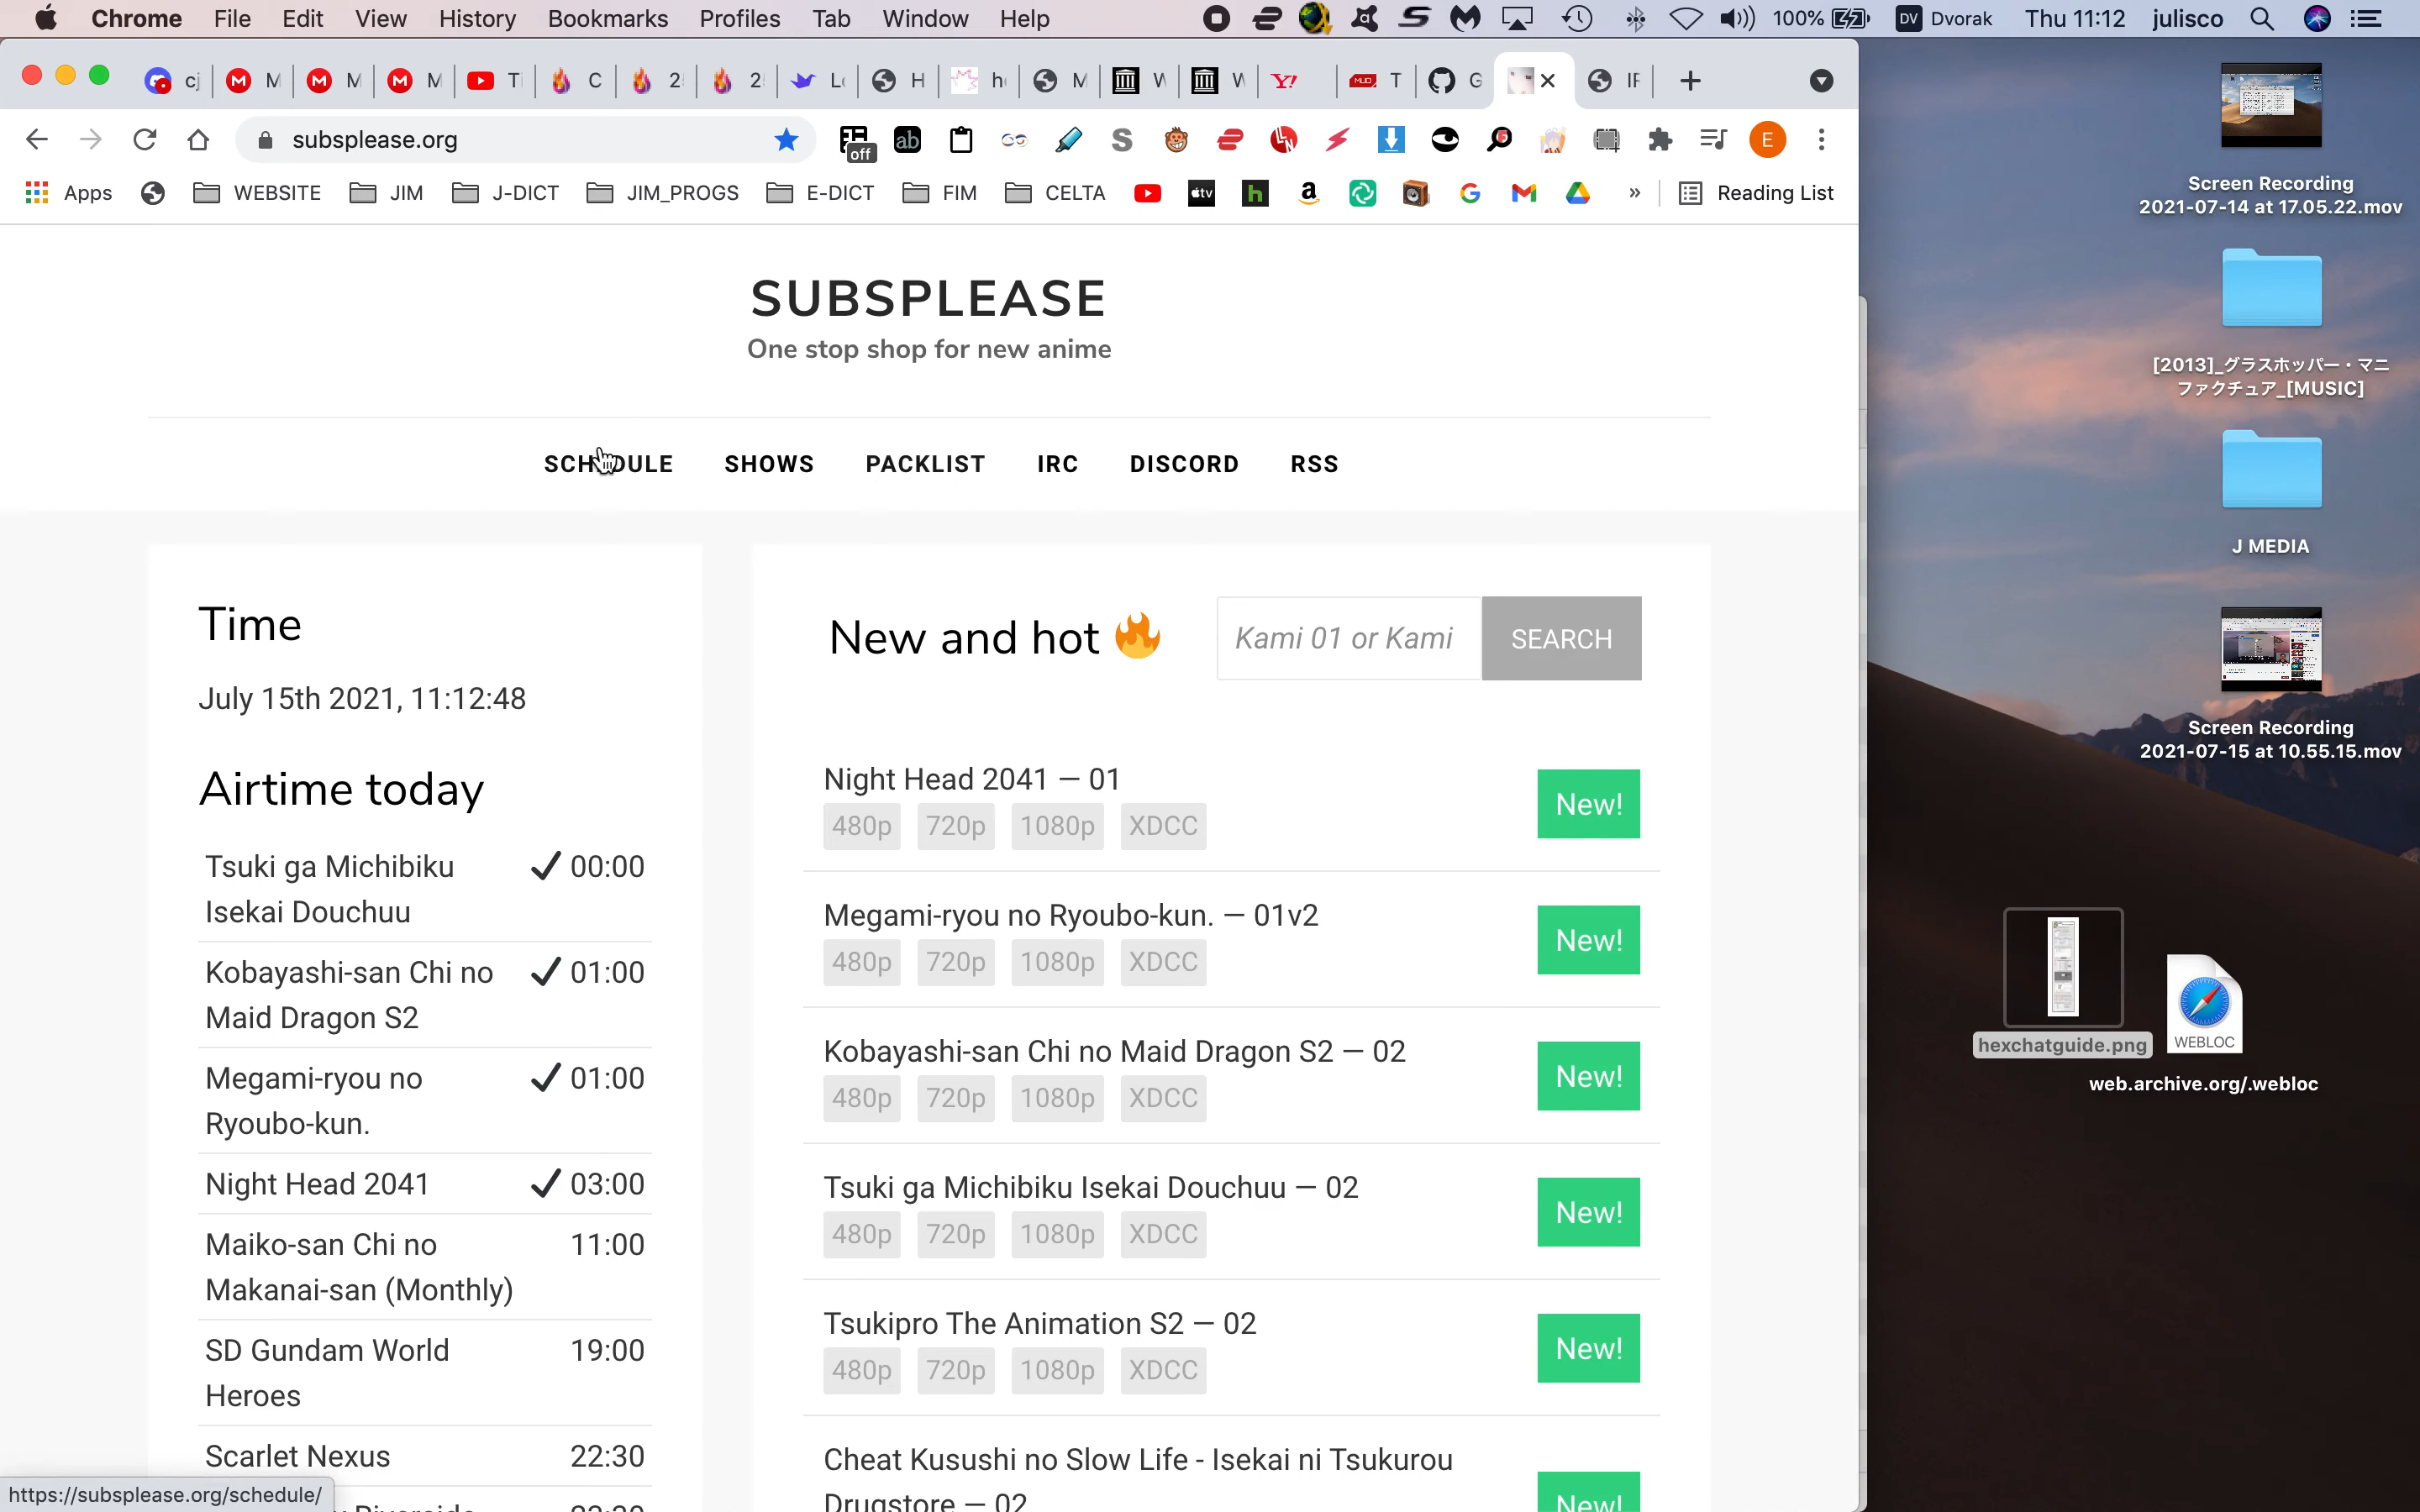 Chrome File Edit View History Bookmarks Profiles Tab Window Help 100% DV Dvorak Thu 11:12 julisco
subsplease.org
off
Apps WEBSITE JIM J-DICT JIM_PROGS E-DICT FIM CELTA » Reading List
SUBSPLEASE
One stop shop for new anime
SCHEDULE SHOWS PACKLIST IRC DISCORD RSS
Time
July 15th 2021, 11:12:48
Airtime today
Tsuki ga Michibiku ✓ 00:00
Isekai Douchuu
Kobayashi-san Chi no ✓ 01:00
Maid Dragon S2
Megami-ryou no ✓ 01:00
Ryoubo-kun.
Night Head 2041 ✓ 03:00
Maiko-san Chi no 11:00
Makanai-san (Monthly)
SD Gundam World 19:00
Heroes
Scarlet Nexus 22:30
https://subsplease.org/schedule/
New and hot 🔥
Kami 01 or Kami SEARCH
Night Head 2041 — 01
480p 720p 1080p XDCC
New!
Megami-ryou no Ryoubo-kun. — 01v2
480p 720p 1080p XDCC
New!
Kobayashi-san Chi no Maid Dragon S2 — 02
480p 720p 1080p XDCC
New!
Tsuki ga Michibiku Isekai Douchuu — 02
480p 720p 1080p XDCC
New!
Tsukipro The Animation S2 — 02
480p 720p 1080p XDCC
New!
Cheat Kusushi no Slow Life - Isekai ni Tsukurou
Drugstore — 02
New!
Screen Recording
2021-07-14 at 17.05.22.mov
[2013]_グラスホッパー・マニ
ファクチュア_[MUSIC]
J MEDIA
Screen Recording
2021-07-15 at 10.55.15.mov
hexchatguide.png
WEBLOC
web.archive.org/.webloc